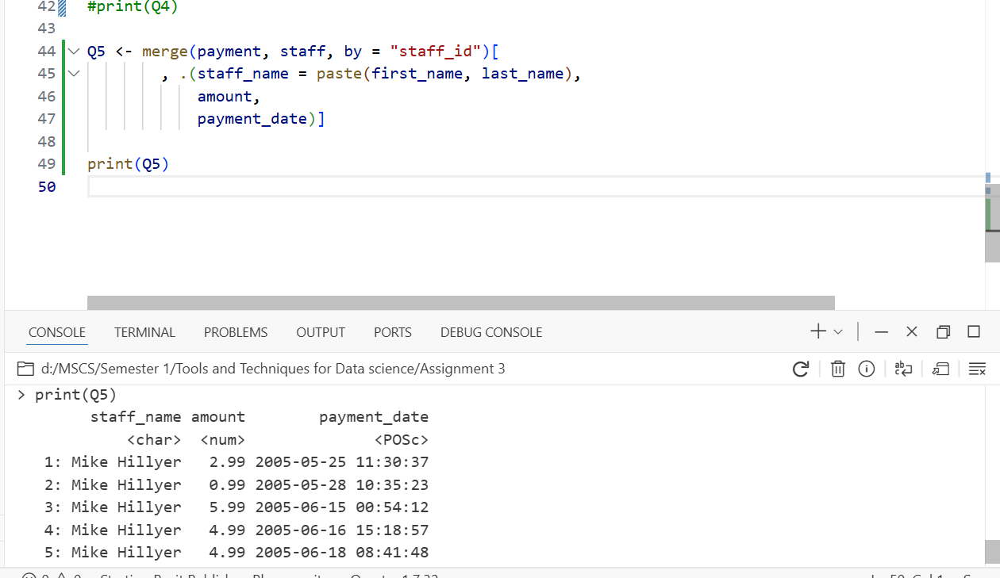 42 #print(Q4)
43
44 Q5 <- merge(payment, staff, by = "staff_id")[
45 , .(staff_name = paste(first_name, last_name),
46 amount,
47 payment_date)]
48
49 print(Q5)
50
CONSOLE TERMINAL PROBLEMS OUTPUT PORTS DEBUG CONSOLE
d:/MSCS/Semester 1/Tools and Techniques for Data science/Assignment 3
> print(Q5)
staff_name amount payment_date
<char> <num> <POSc>
1: Mike Hillyer 2.99 2005-05-25 11:30:37
2: Mike Hillyer 0.99 2005-05-28 10:35:23
3: Mike Hillyer 5.99 2005-06-15 00:54:12
4: Mike Hillyer 4.99 2005-06-16 15:18:57
5: Mike Hillyer 4.99 2005-06-18 08:41:48